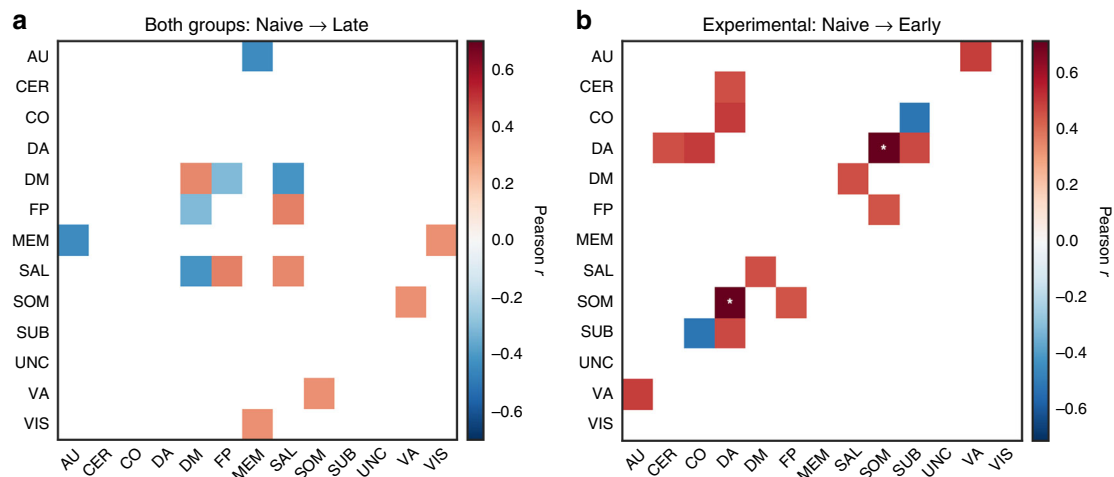 a
Both groups: Naive → Late
AU
CER
CO
DA
DM
FP
MEM
SAL
SOM
SUB
UNC
VA
VIS
AU CER CO DA DM FP MEM SAL SOM SUB UNC VA VIS
0.6
0.4
0.2
0.0
–0.2
–0.4
–0.6
Pearson r
b
Experimental: Naive → Early
AU
CER
CO
DA
DM
FP
MEM
SAL
SOM
SUB
UNC
VA
VIS
*
*
AU CER CO DA DM FP MEM SAL SOM SUB UNC VA VIS
0.6
0.4
0.2
0.0
–0.2
–0.4
–0.6
Pearson r